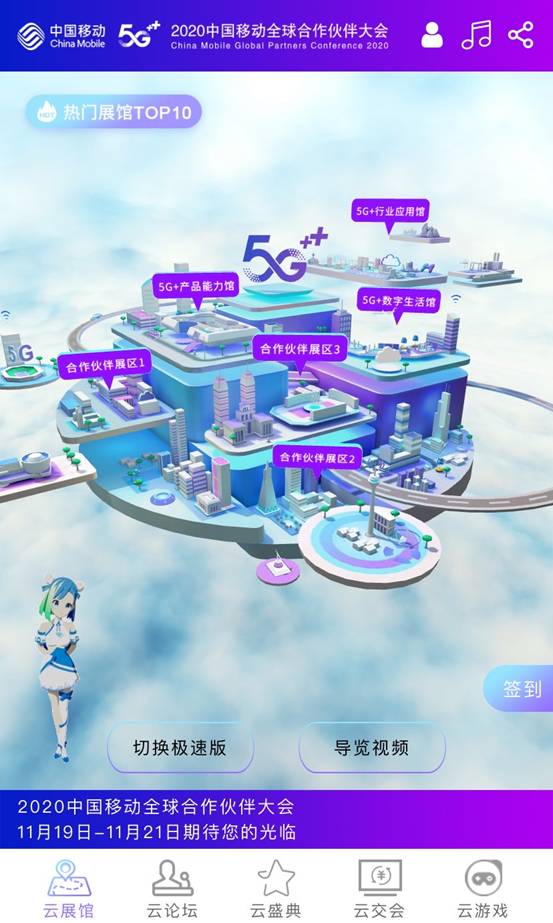 中国移动
China Mobile
5G++
2020中国移动全球合作伙伴大会
China Mobile Global Partners Conference 2020
HOT
热门展馆TOP10
5G+行业应用馆
5G++
5G+产品能力馆
5G+数字生活馆
5G
合作伙伴展区1
合作伙伴展区3
合作伙伴展区2
签到
切换极速版
导览视频
2020中国移动全球合作伙伴大会
11月19日-11月21日期待您的光临
云展馆
云论坛
云盛典
云交会
云游戏